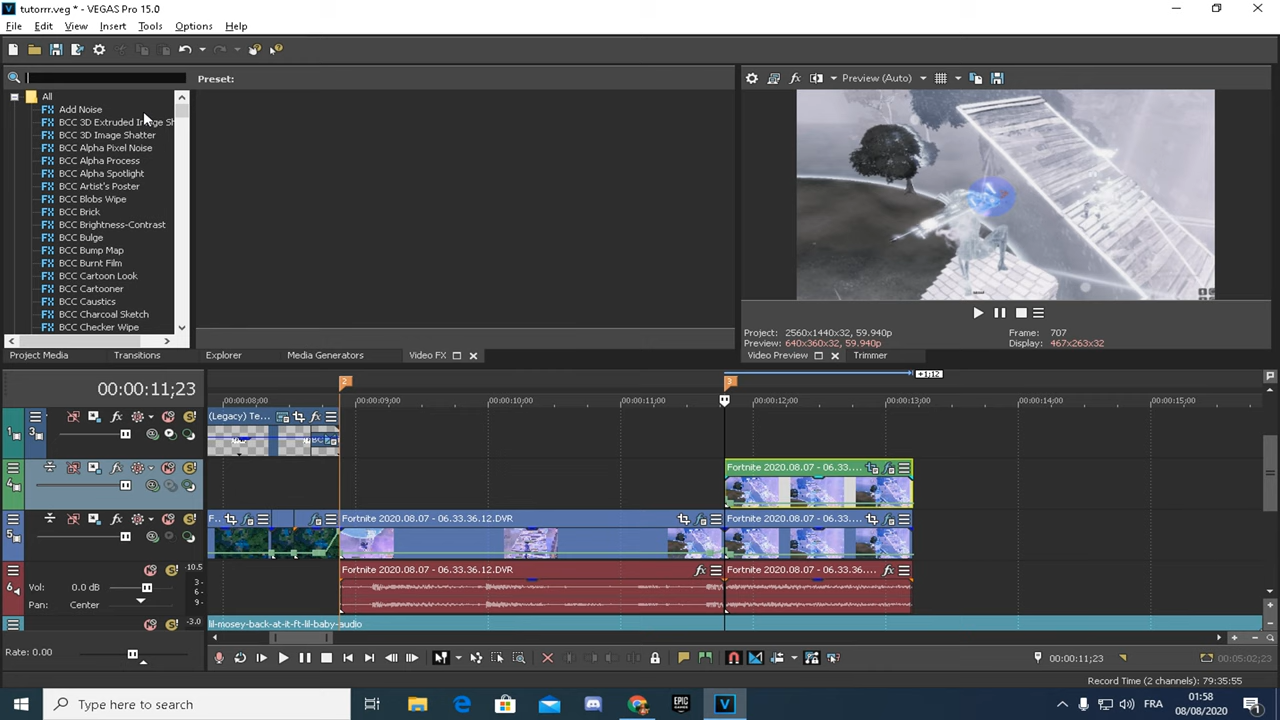 tutorrr.veg * - VEGAS Pro 15.0
File Edit View Insert Tools Options Help
Preset:
Preview (Auto)
All
Add Noise
BCC 3D Extruded Image Sh
BCC 3D Image Shatter
BCC Alpha Pixel Noise
BCC Alpha Process
BCC Alpha Spotlight
BCC Artist's Poster
BCC Blobs Wipe
BCC Brick
BCC Brightness-Contrast
BCC Bulge
BCC Bump Map
BCC Burnt Film
BCC Cartoon Look
BCC Cartooner
BCC Caustics
BCC Charcoal Sketch
BCC Checker Wipe
Project: 2560x1440x32, 59.940p Frame: 707
Preview: 640x360x32, 59.940p Display: 467x263x32
Project Media Transitions Explorer Media Generators Video FX Video Preview Trimmer
00:00:11;23
2 3 +1;12
00:00:08;00 00:00:09;00 00:00:10;00 00:00:11;00 00:00:12;00 00:00:13;00 00:00:14;00 00:00:15;00
1 3 (Legacy) Te...
4 Fortnite 2020.08.07 - 06.33....
5 F.. Fortnite 2020.08.07 - 06.33.36.12.DVR Fortnite 2020.08.07 - 06.33....
6 -10.5 Fortnite 2020.08.07 - 06.33.36.12.DVR Fortnite 2020.08.07 - 06.33.36....
Vol: 0.0 dB 3 -
6 -
Pan: Center 9 -
-3.0 lil-mosey-back-at-it-ft-lil-baby-audio
Rate: 0.00 00:00:11;23 00:05:02;23
Record Time (2 channels): 79:35:55
Type here to search FRA 01:58
08/08/2020 1